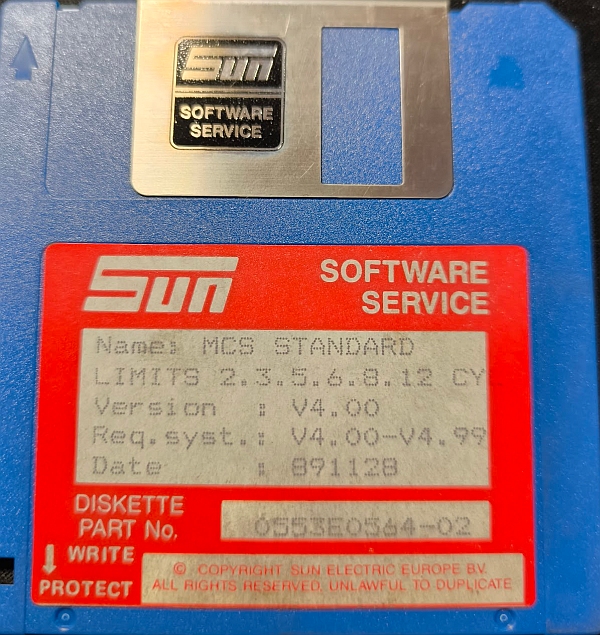 Sun
SOFTWARE
SERVICE
Sun
SOFTWARE
SERVICE
Name: MCS STANDARD
LIMITS 2.3.5.6.8.12 CY
Version : V4.00
Req.syst.: V4.00-V4.99
Date : 891128
DISKETTE
PART No.
0553E0564-02
WRITE
PROTECT
© COPYRIGHT SUN ELECTRIC EUROPE B.V.
ALL RIGHTS RESERVED, UNLAWFUL TO DUPLICATE